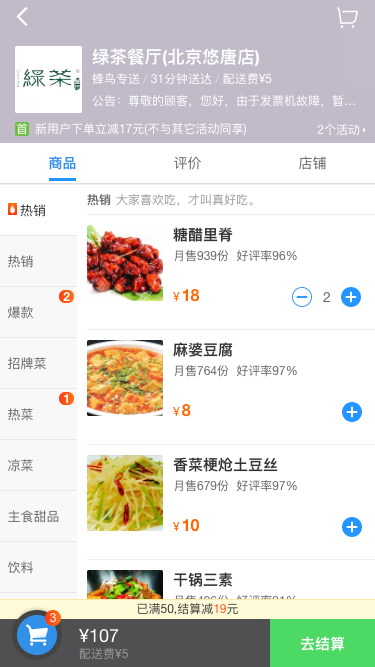 绿茶餐厅(北京悠唐店)
綠茶
蜂鸟专送 / 31分钟送达 / 配送费¥5
公告：尊敬的顾客，您好，由于发票机故障，暂…
首 新用户下单立减17元(不与其它活动同享)
2个活动
商品 评价 店铺
热销
热销
爆款 2
招牌菜
热菜 1
凉菜
主食甜品
饮料
热销 大家喜欢吃，才叫真好吃。
糖醋里脊
月售939份 好评率96%
¥18
2
麻婆豆腐
月售764份 好评率97%
¥8
香菜梗炝土豆丝
月售679份 好评率97%
¥10
干锅三素
已满50,结算减19元
3
¥107
配送费¥5
去结算